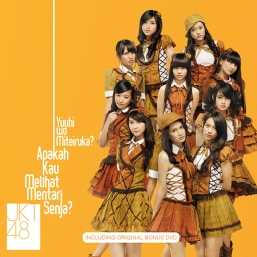 Yuuhi
wo
Miteiruka?
Apakah
Kau
Melihat
Mentari
Senja?
JKT
48
INCLUDING ORIGINAL BONUS DVD